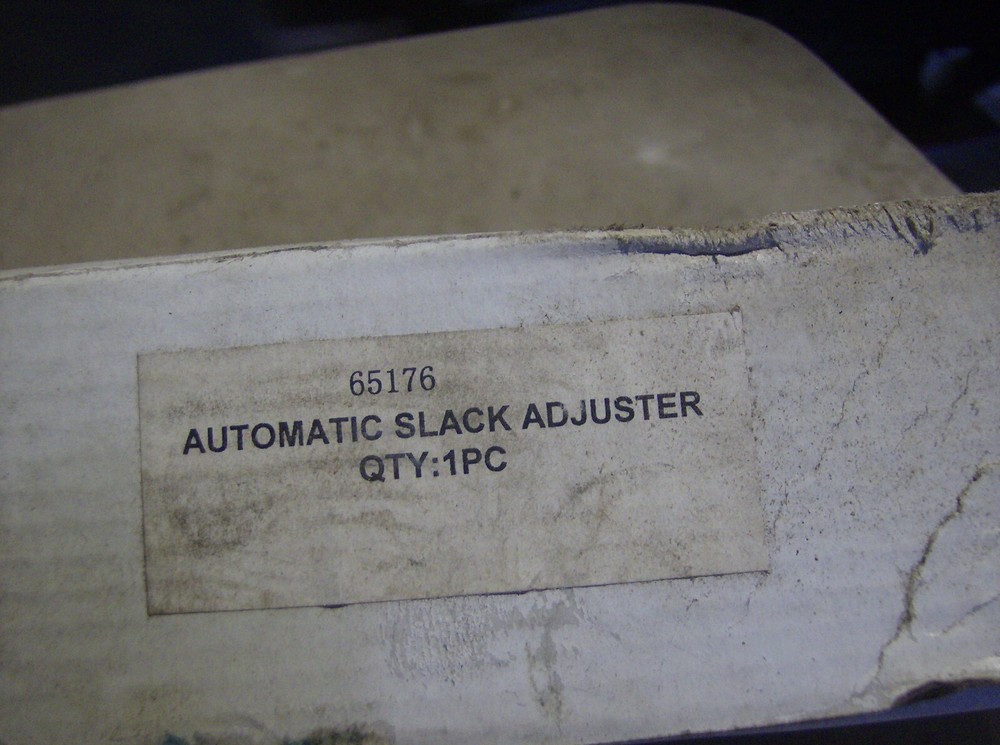 65176
AUTOMATIC SLACK ADJUSTER
QTY:1PC